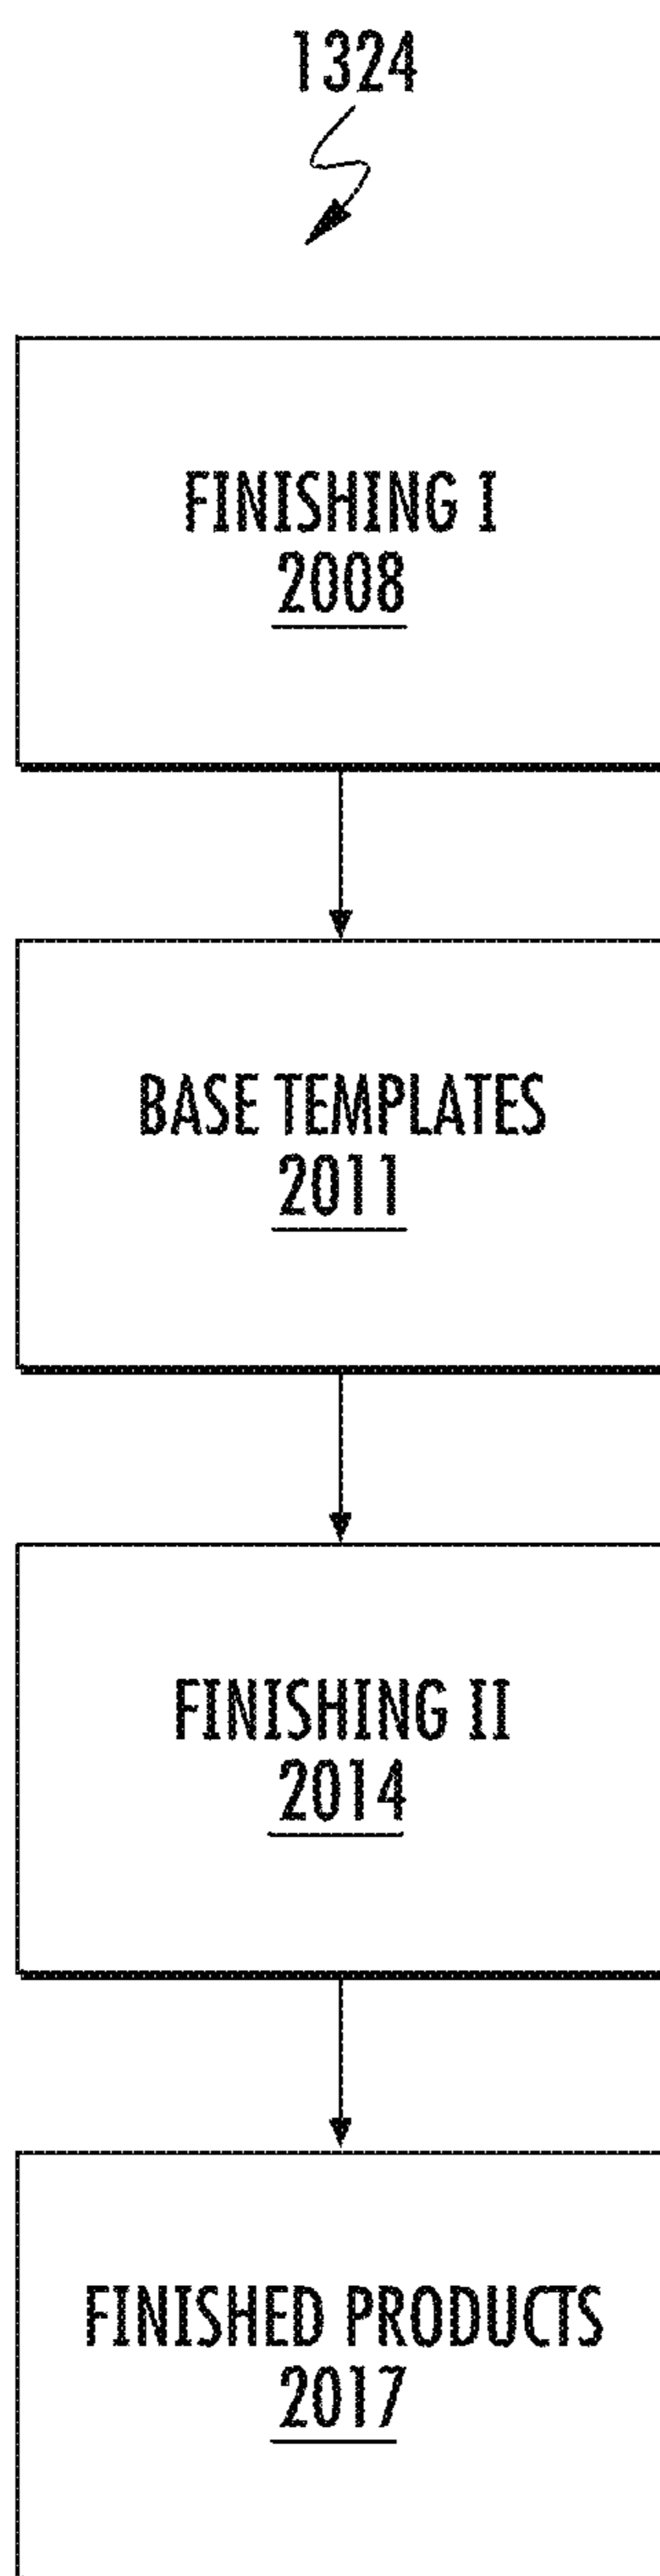 1324
FINISHING I
2008
BASE TEMPLATES
2011
FINISHING II
2014
FINISHED PRODUCTS
2017